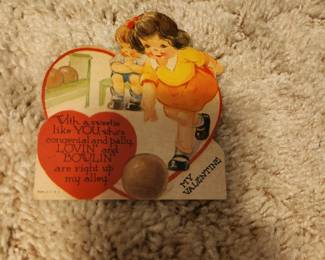 With a sweetie
like YOU, who's
congenial and pally,
LOVIN' and
BOWLIN'
are right up
my alley.
MY
VALENTINE!